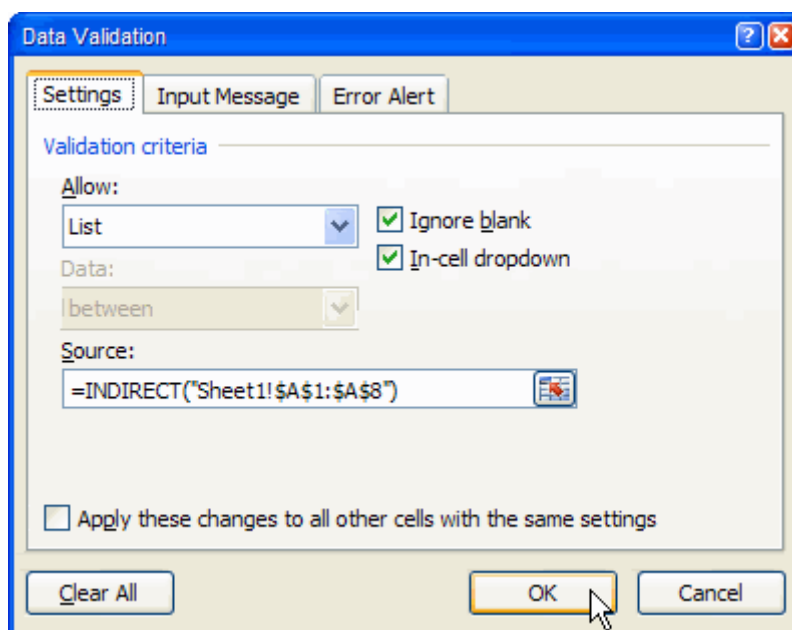 Data Validation
Settings Input Message Error Alert
Validation criteria
Allow:
List
Ignore blank
In-cell dropdown
Data:
between
Source:
=INDIRECT("Sheet1!$A$1:$A$8")
Apply these changes to all other cells with the same settings
Clear All OK Cancel